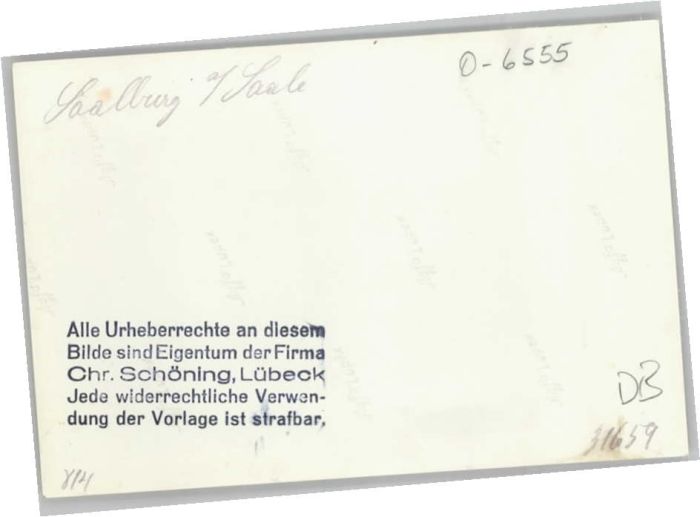 Saalburg a/Saale
O-6555
Alle Urheberrechte an diesem
Bilde sind Eigentum der Firma
Chr. Schöning, Lübeck
Jede widerrechtliche Verwen-
dung der Vorlage ist strafbar.
DB
31659